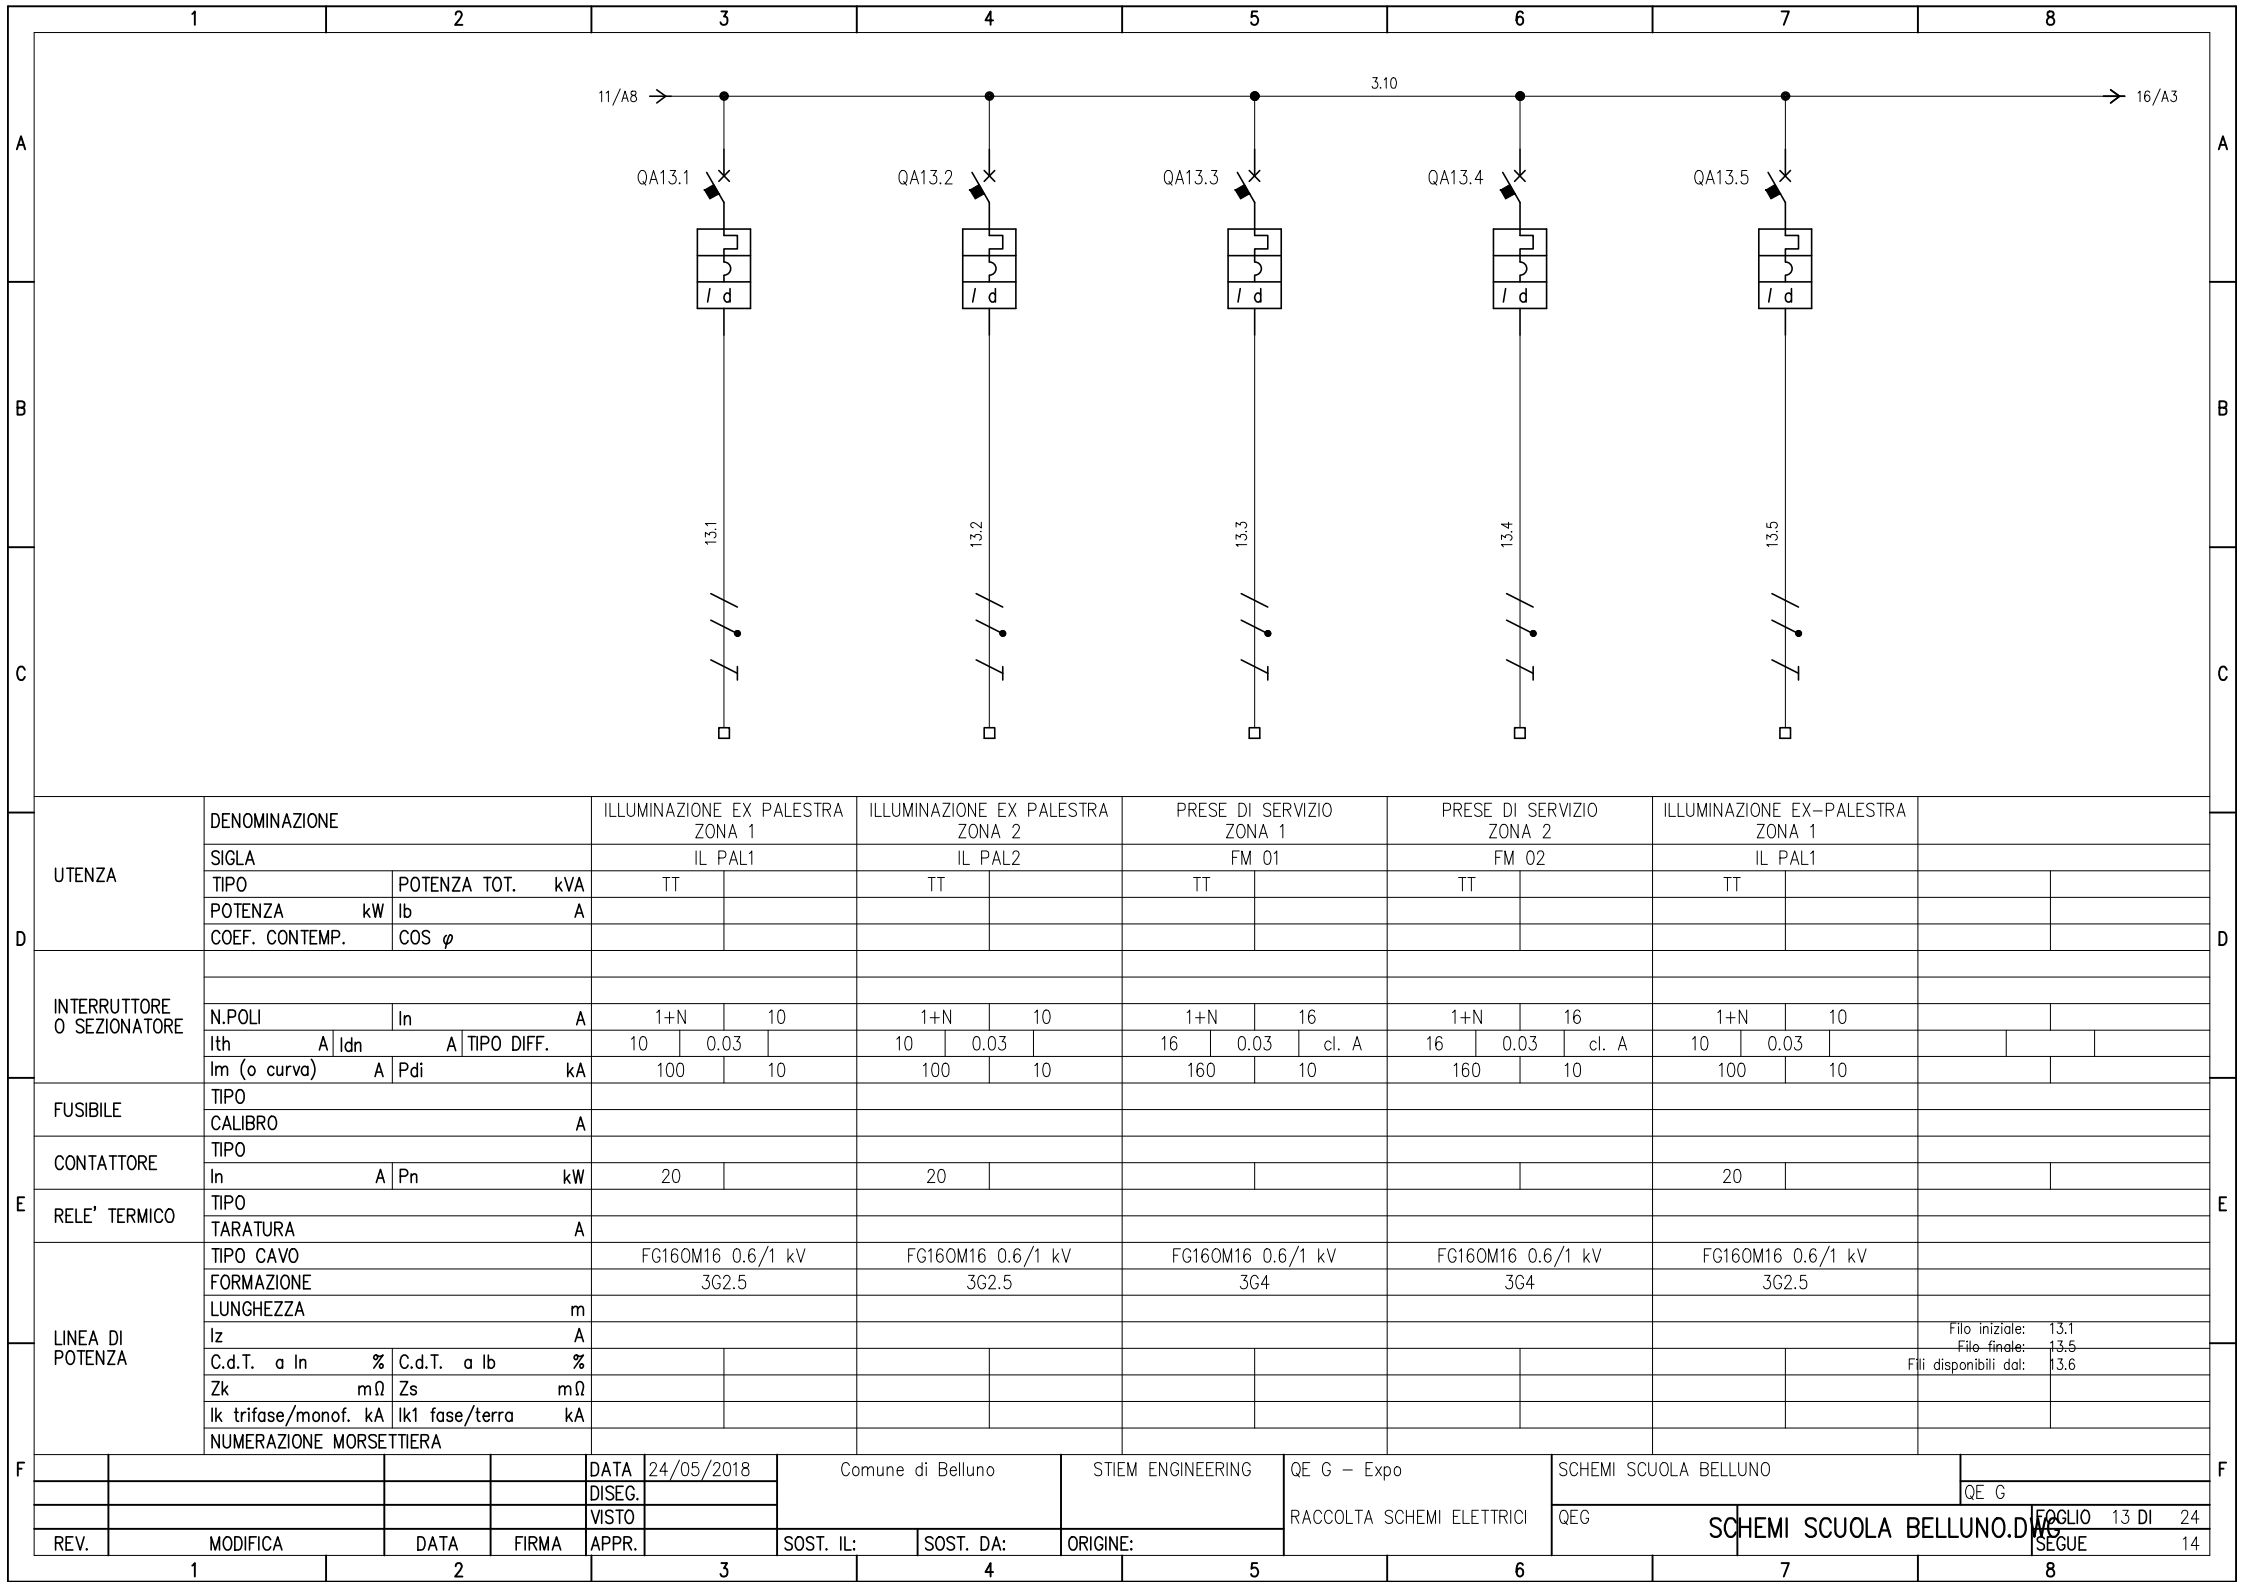 1 2 3 4 5 6 7 8
3.10
11/A8 16/A3
A A
QA13.1 QA13.2 QA13.3 QA13.4 QA13.5
I d I d I d I d I d
B B
13.1 13.2 13.3 13.4 13.5
C C
UTENZA
DENOMINAZIONE
ILLUMINAZIONE EX PALESTRA
ZONA 1
ILLUMINAZIONE EX PALESTRA
ZONA 2
PRESE DI SERVIZIO
ZONA 1
PRESE DI SERVIZIO
ZONA 2
ILLUMINAZIONE EX-PALESTRA
ZONA 1
SIGLA IL PAL1 IL PAL2 FM 01 FM 02 IL PAL1
TIPO POTENZA TOT. kVA TT TT TT TT TT
POTENZA kW Ib A
COEF. CONTEMP. COS φ
D D
INTERRUTTORE
O SEZIONATORE
N.POLI In A 1+N 10 1+N 10 1+N 16 1+N 16 1+N 10
Ith A Idn A TIPO DIFF. 10 0.03 10 0.03 16 0.03 cl. A 16 0.03 cl. A 10 0.03
Im (o curva) A Pdi kA 100 10 100 10 160 10 160 10 100 10
FUSIBILE
TIPO
CALIBRO A
CONTATTORE
TIPO
In A Pn kW 20 20 20
E E
RELE' TERMICO
TIPO
TARATURA A
LINEA DI
POTENZA
TIPO CAVO FG16OM16 0.6/1 kV FG16OM16 0.6/1 kV FG16OM16 0.6/1 kV FG16OM16 0.6/1 kV FG16OM16 0.6/1 kV
FORMAZIONE 3G2.5 3G2.5 3G4 3G4 3G2.5
LUNGHEZZA m
Iz A
C.d.T. a In % C.d.T. a Ib %
Zk mΩ Zs mΩ
Ik trifase/monof. kA Ik1 fase/terra kA
NUMERAZIONE MORSETTIERA
Filo iniziale: 13.1
Filo finale: 13.5
Fili disponibili dal: 13.6
F F
DATA 24/05/2018 Comune di Belluno STIEM ENGINEERING QE G - Expo SCHEMI SCUOLA BELLUNO
DISEG. QE G
VISTO RACCOLTA SCHEMI ELETTRICI QEG SCHEMI SCUOLA BELLUNO.DWG FOGLIO 13 DI 24
REV. MODIFICA DATA FIRMA APPR. SOST. IL: SOST. DA: ORIGINE: SEGUE 14
1 2 3 4 5 6 7 8